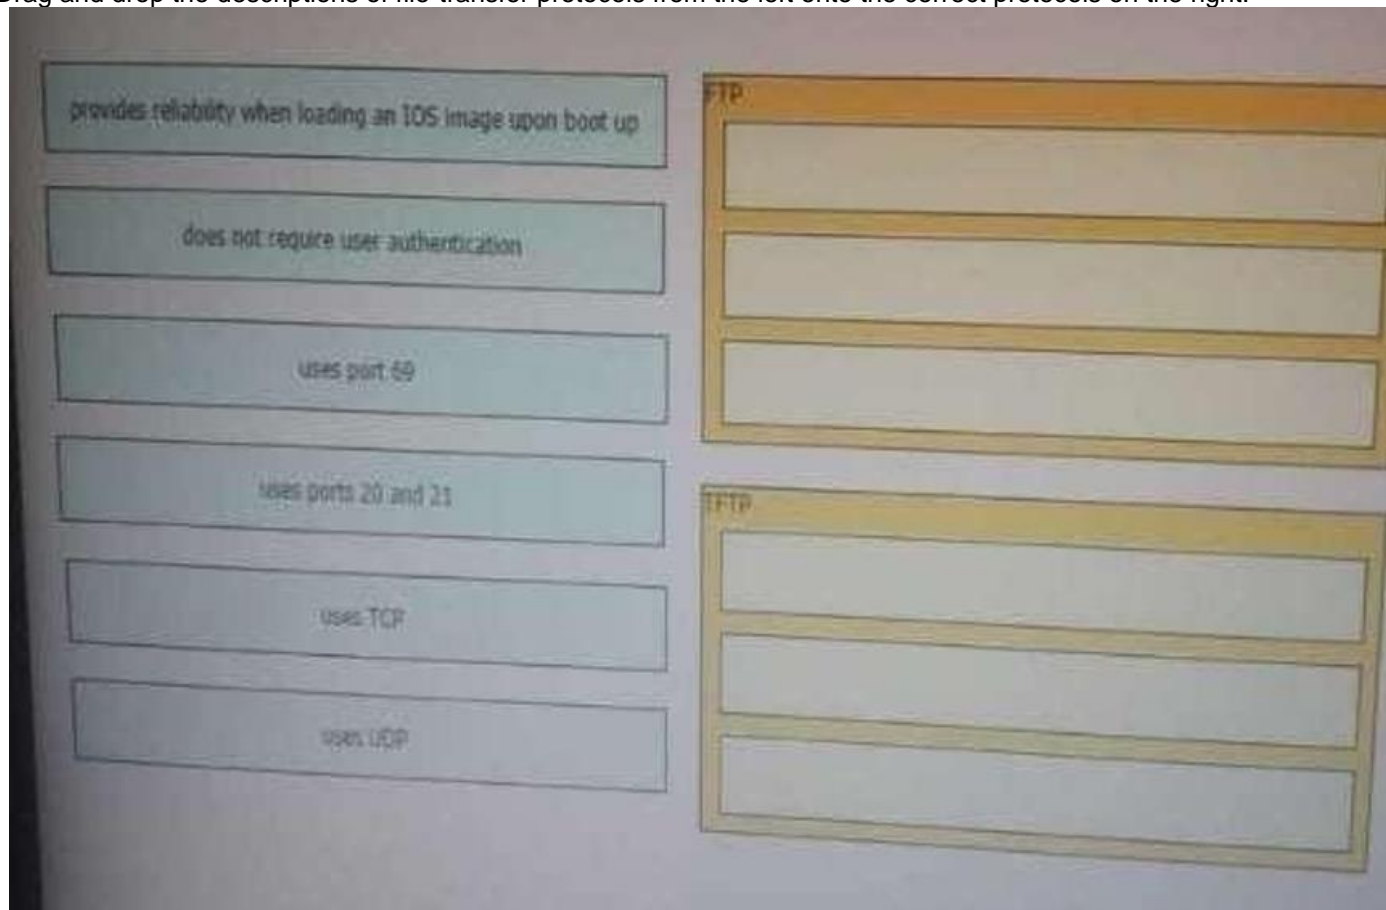 Drag and drop the descriptions of file-transfer protocols from the left onto the correct protocols on the right.
provides reliability when loading an IOS image upon boot up
does not require user authentication
uses port 69
uses ports 20 and 21
uses TCP
uses UDP
FTP
TFTP